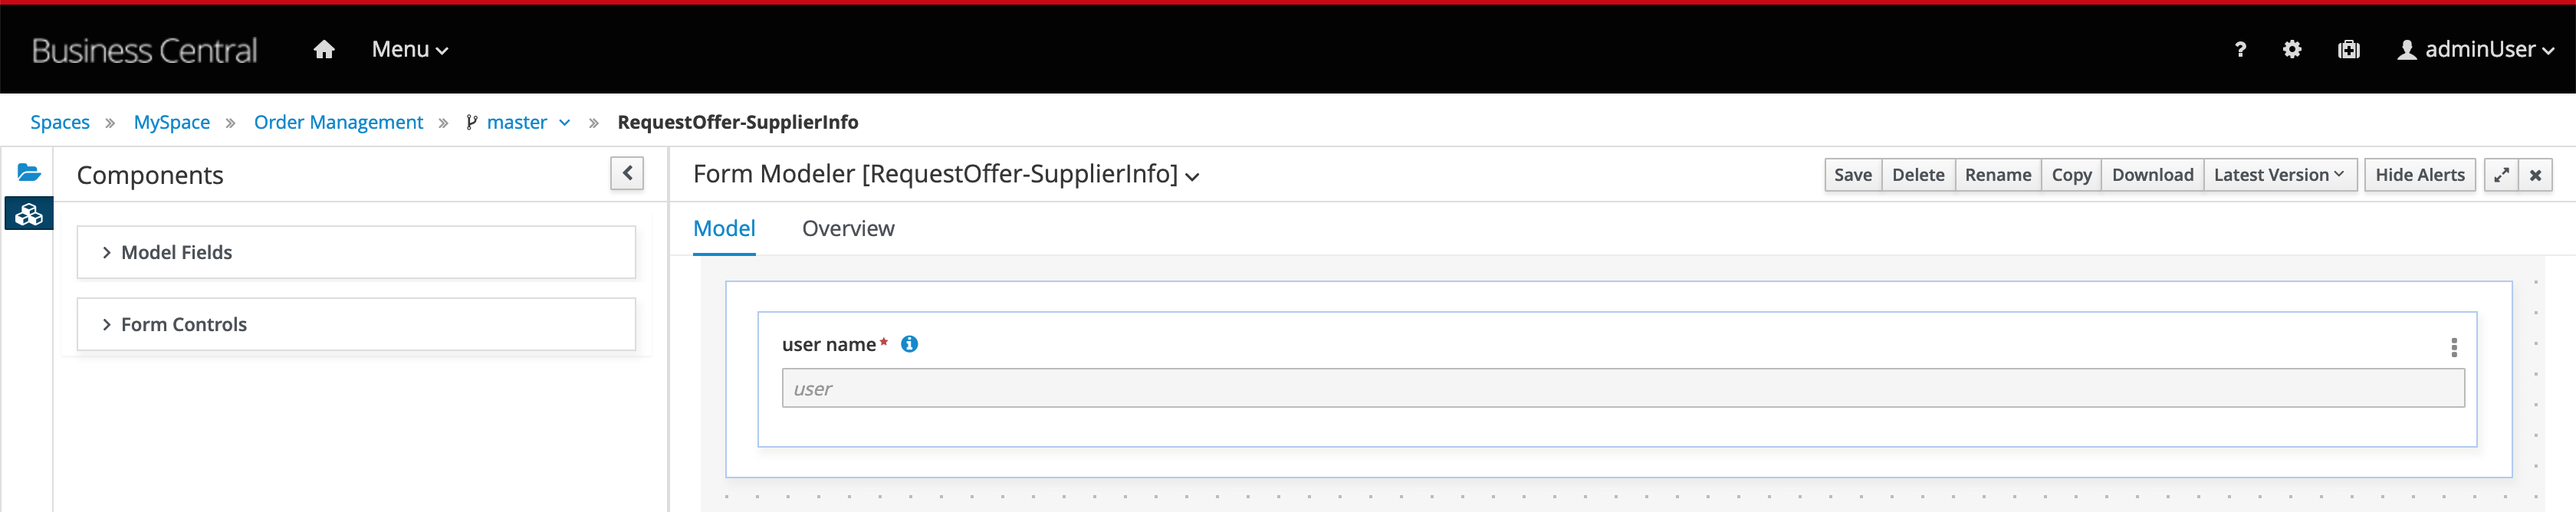 Business Central Menu ? adminUser
Spaces » MySpace » Order Management » master » RequestOffer-SupplierInfo
Components
Form Modeler [RequestOffer-SupplierInfo] Save Delete Rename Copy Download Latest Version Hide Alerts
Model Overview
Model Fields
Form Controls
user name*
user